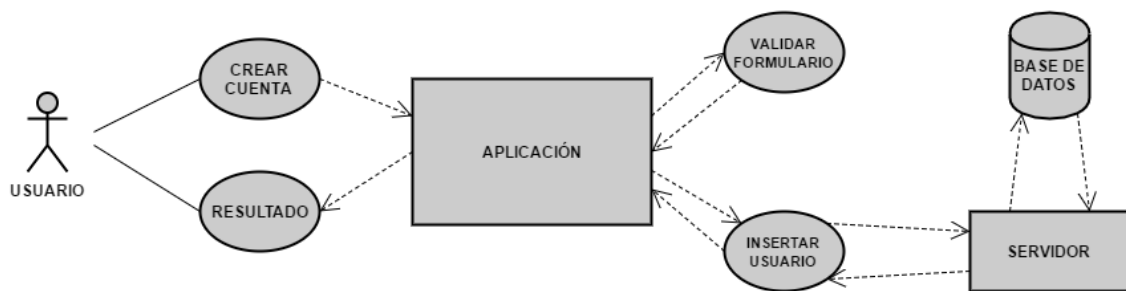 USUARIO
CREAR
CUENTA
RESULTADO
APLICACIÓN
VALIDAR
FORMULARIO
INSERTAR
USUARIO
BASE DE
DATOS
SERVIDOR